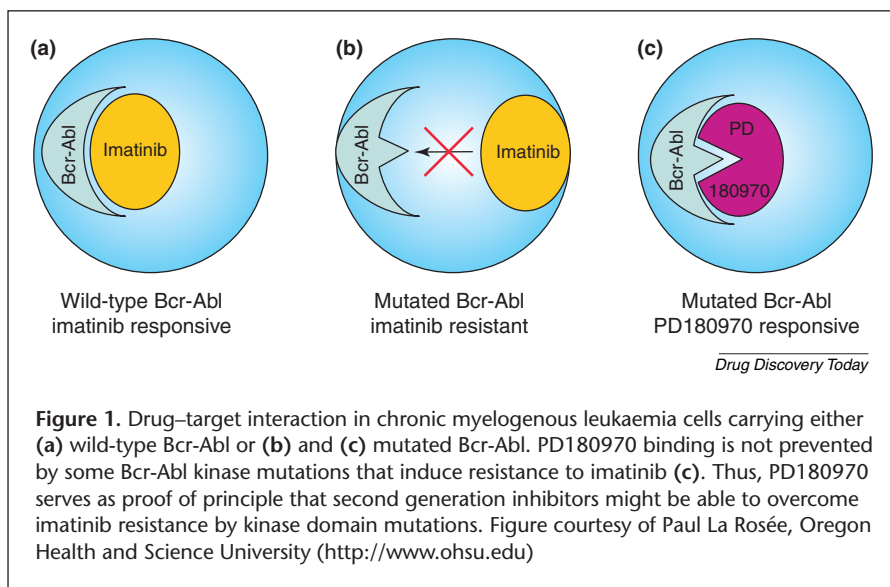 (a)
(b)
(c)
Bcr-Abl
Imatinib
Bcr-Abl
Imatinib
Bcr-Abl
PD
180970
Wild-type Bcr-Abl
imatinib responsive
Mutated Bcr-Abl
imatinib resistant
Mutated Bcr-Abl
PD180970 responsive
Drug Discovery Today
Figure 1. Drug–target interaction in chronic myelogenous leukaemia cells carrying either
(a) wild-type Bcr-Abl or (b) and (c) mutated Bcr-Abl. PD180970 binding is not prevented
by some Bcr-Abl kinase mutations that induce resistance to imatinib (c). Thus, PD180970
serves as proof of principle that second generation inhibitors might be able to overcome
imatinib resistance by kinase domain mutations. Figure courtesy of Paul La Rosée, Oregon
Health and Science University (http://www.ohsu.edu)